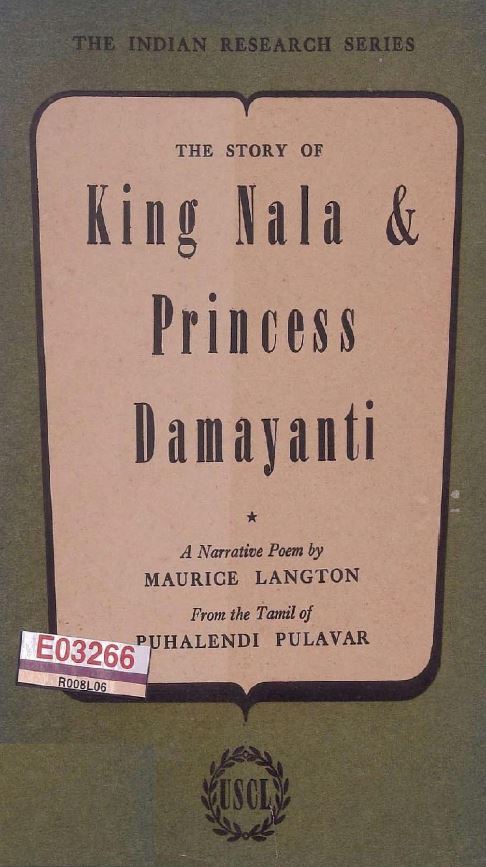 THE INDIAN RESEARCH SERIES
THE STORY OF
King Nala &
Princess
Damayanti
A Narrative Poem by
MAURICE LANGTON
From the Tamil of
PUHALENDI PULAVAR
E03266
R008L06
USCL